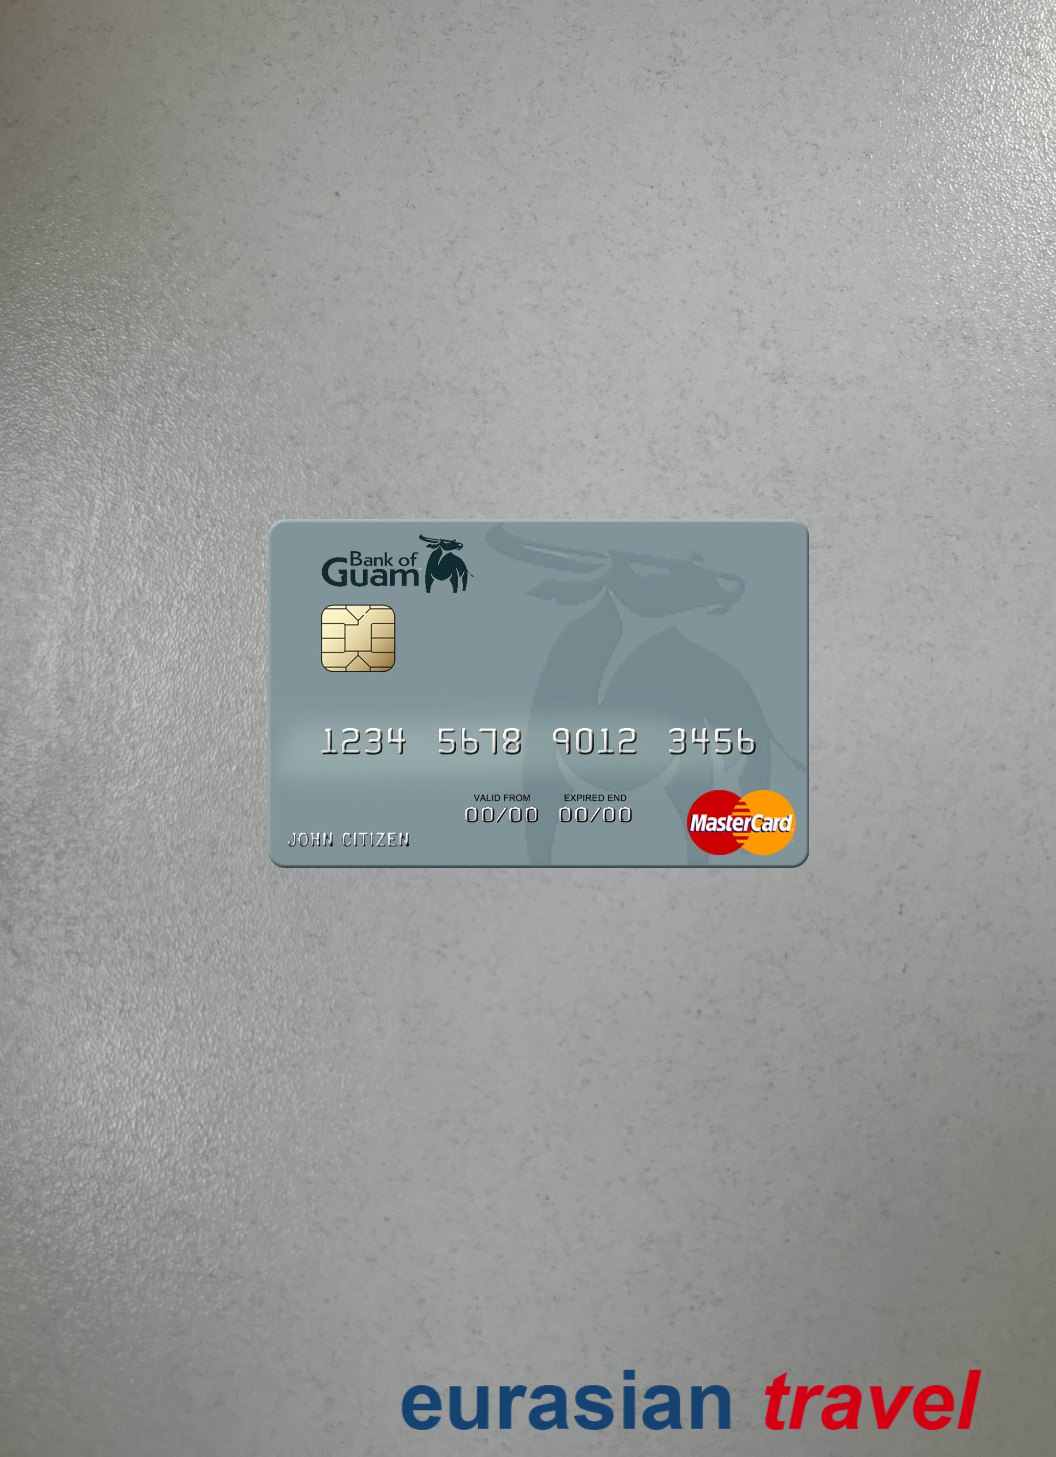 Bank of
Guam
1234 5678 9012 3456
VALID FROM EXPIRED END
00/00 00/00
JOHN CITIZEN
MasterCard
eurasian travel